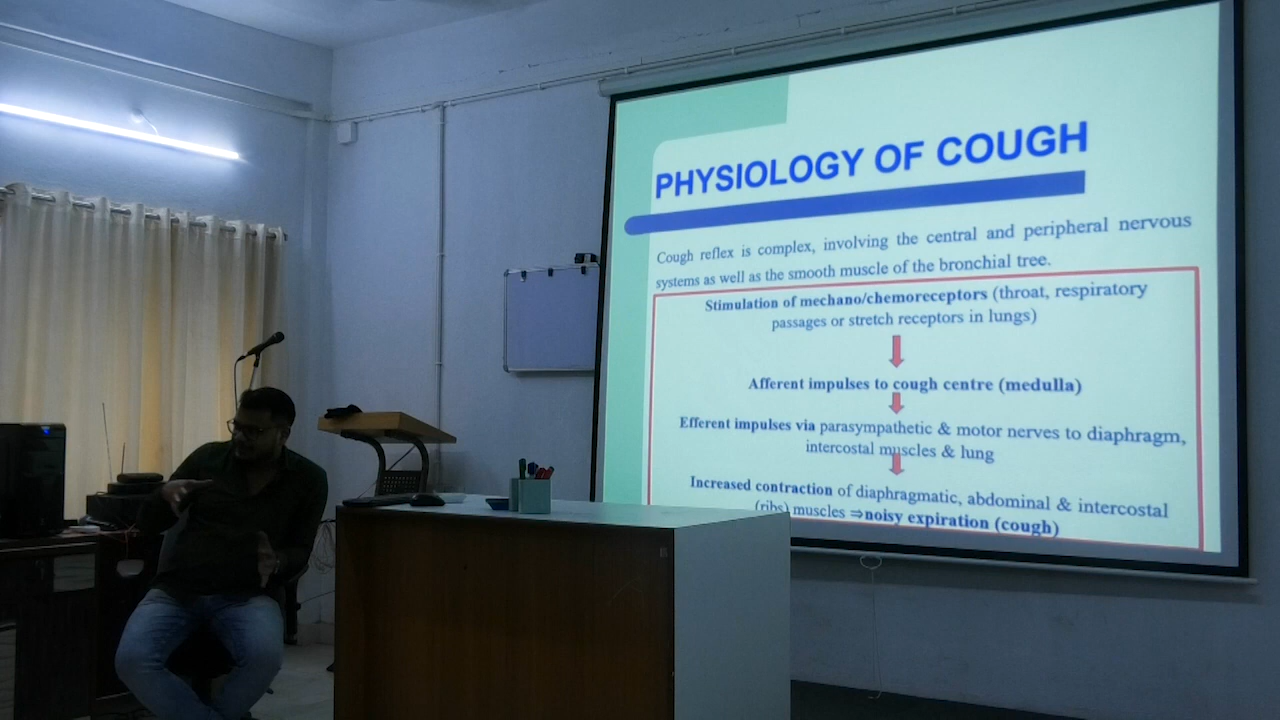 PHYSIOLOGY OF COUGH
Cough reflex is complex, involving the central and peripheral nervous
systems as well as the smooth muscle of the bronchial tree.
Stimulation of mechano/chemoreceptors (throat, respiratory
passages or stretch receptors in lungs)
Afferent impulses to cough centre (medulla)
Efferent impulses via parasympathetic & motor nerves to diaphragm,
intercostal muscles & lung
Increased contraction of diaphragmatic, abdominal & intercostal
(ribs) muscles ⇒noisy expiration (cough)